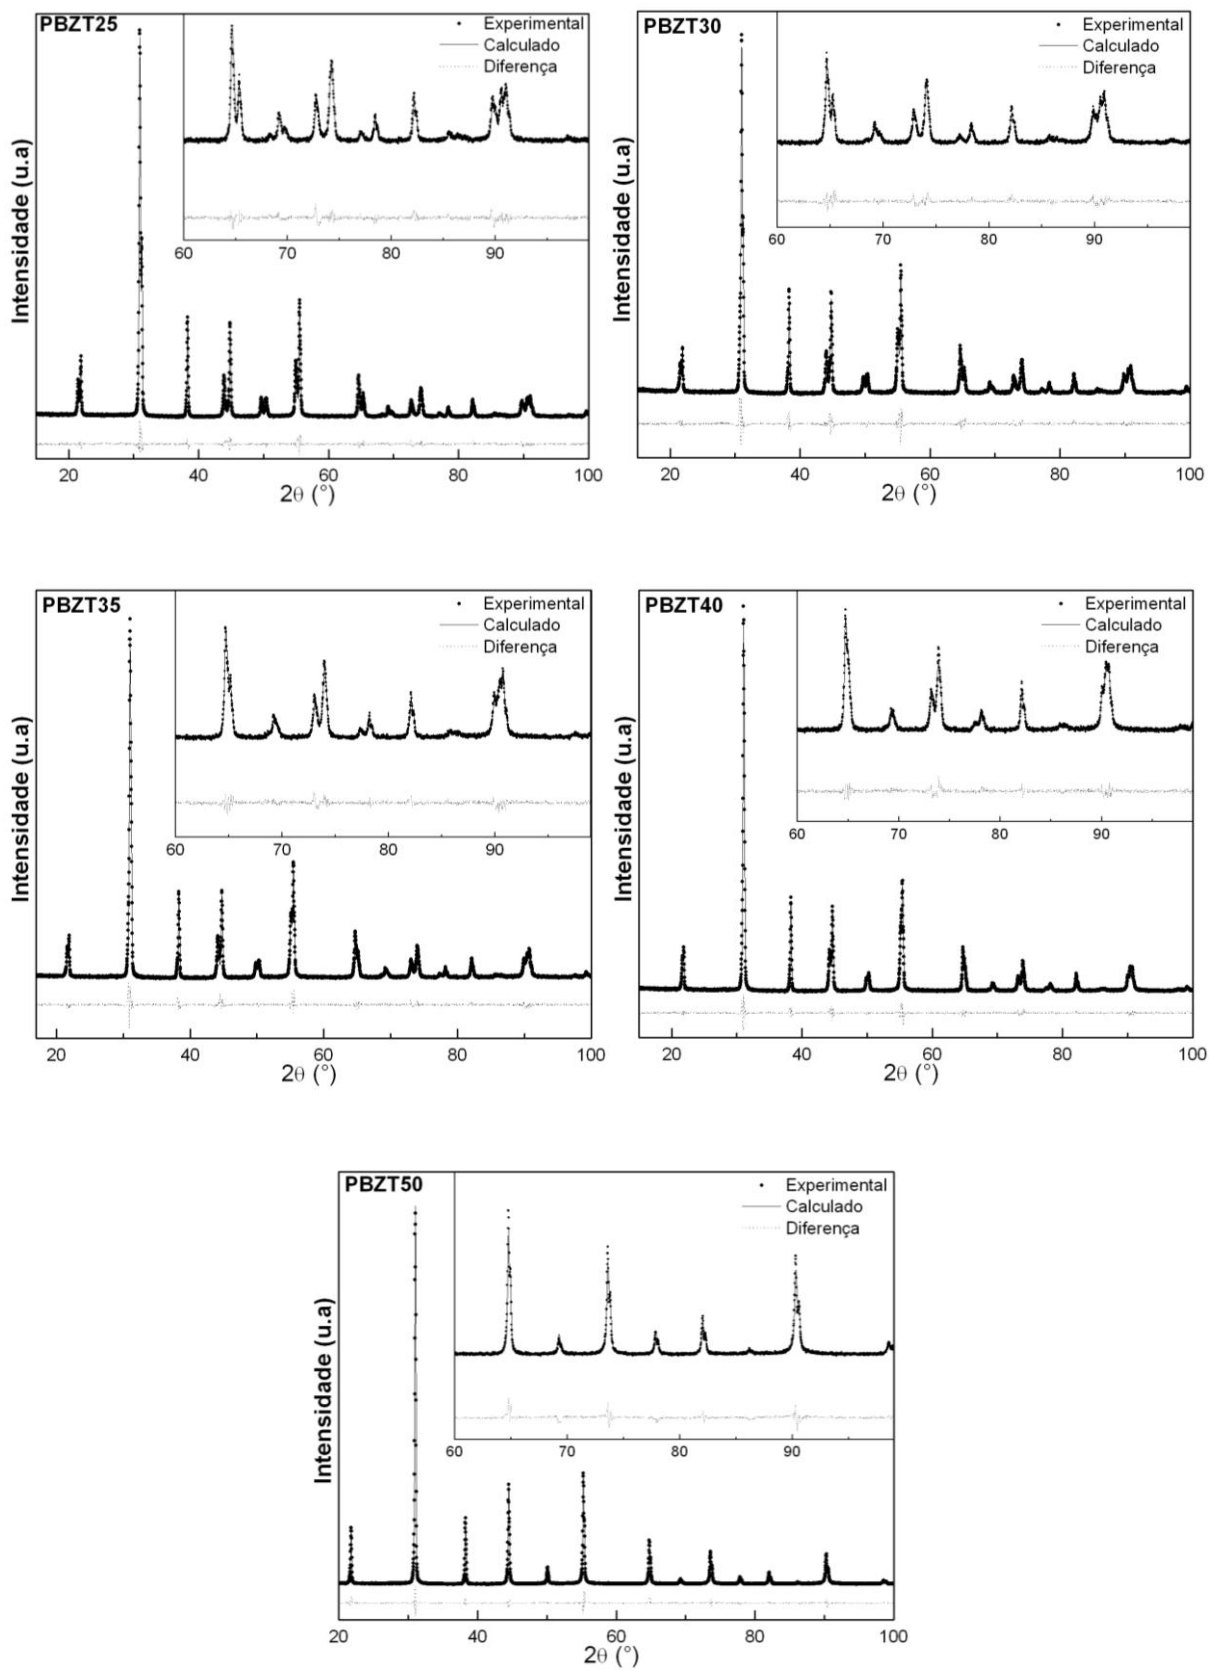 PBZT25
Experimental
Calculado
Diferença
60 70 80 90
Intensidade (u.a)
20 40 60 80 100
2θ (°)
PBZT30
Experimental
Calculado
Diferença
60 70 80 90
Intensidade (u.a)
20 40 60 80 100
2θ (°)
PBZT35
Experimental
Calculado
Diferença
60 70 80 90
Intensidade (u.a)
20 40 60 80 100
2θ (°)
PBZT40
Experimental
Calculado
Diferença
60 70 80 90
Intensidade (u.a)
20 40 60 80 100
2θ (°)
PBZT50
Experimental
Calculado
Diferença
60 70 80 90
Intensidade (u.a)
20 40 60 80 100
2θ (°)